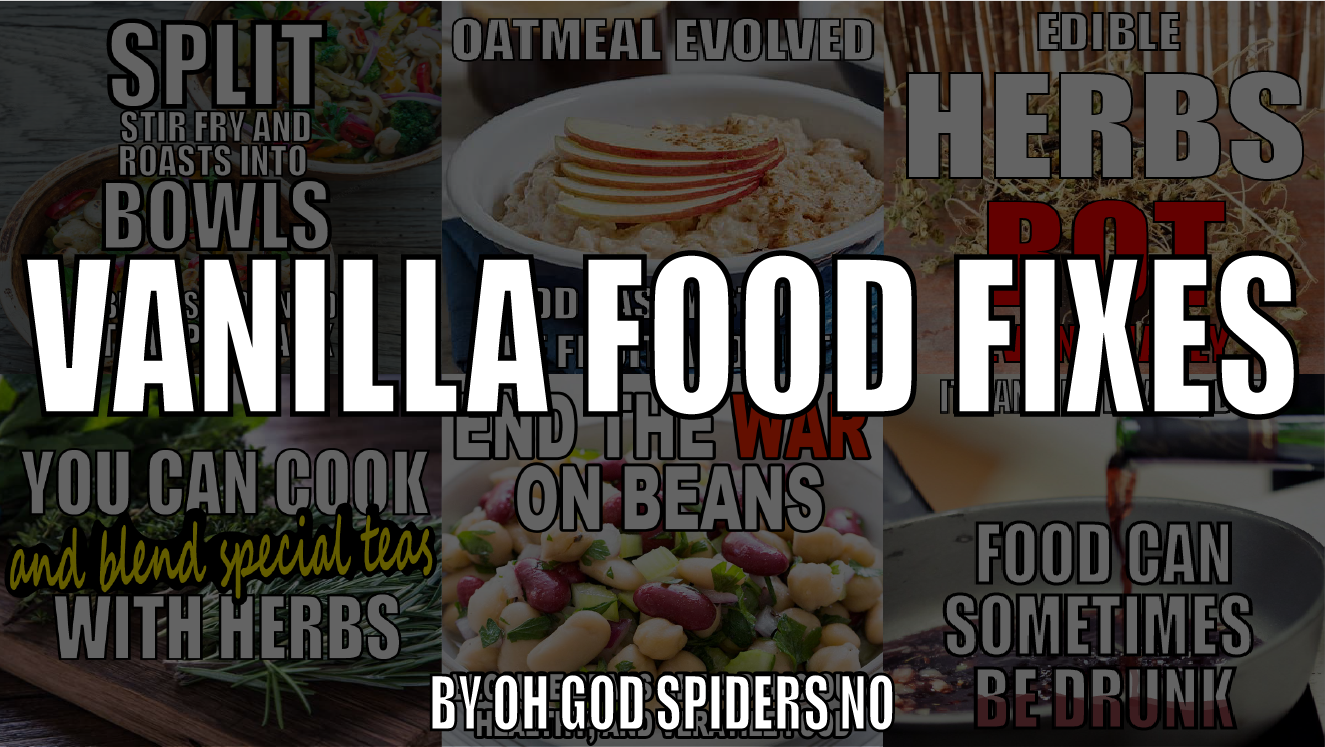 SPLIT
STIR FRY AND
ROASTS INTO
BOWLS
OATMEAL EVOLVED
EDIBLE
HERBS
ROT
VANILLA FOOD FIXES
YOU CAN COOK
and blend special teas
WITH HERBS
END THE WAR
ON BEANS
FOOD CAN
SOMETIMES
BE DRUNK
BY OH GOD SPIDERS NO